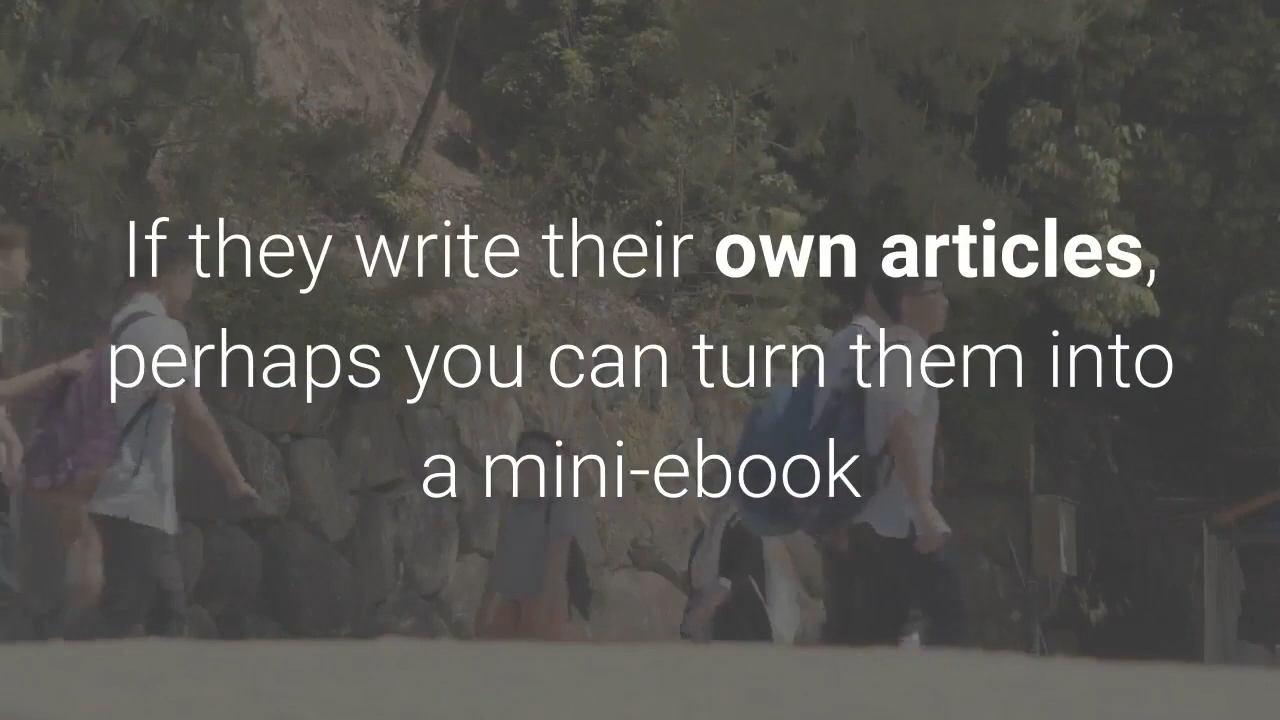 If they write their own articles,
perhaps you can turn them into
a mini-ebook